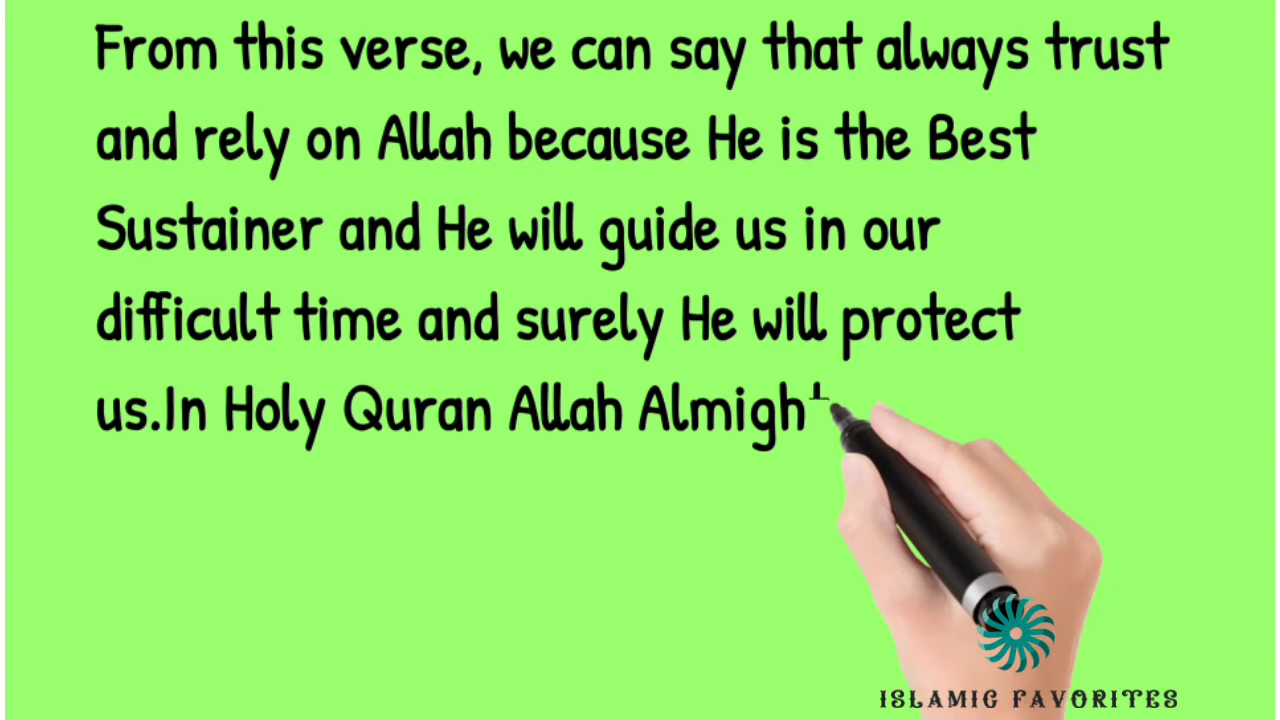 From this verse, we can say that always trust
and rely on Allah because He is the Best
Sustainer and He will guide us in our
difficult time and surely He will protect
us.In Holy Quran Allah Almigh
ISLAMIC FAVORITES